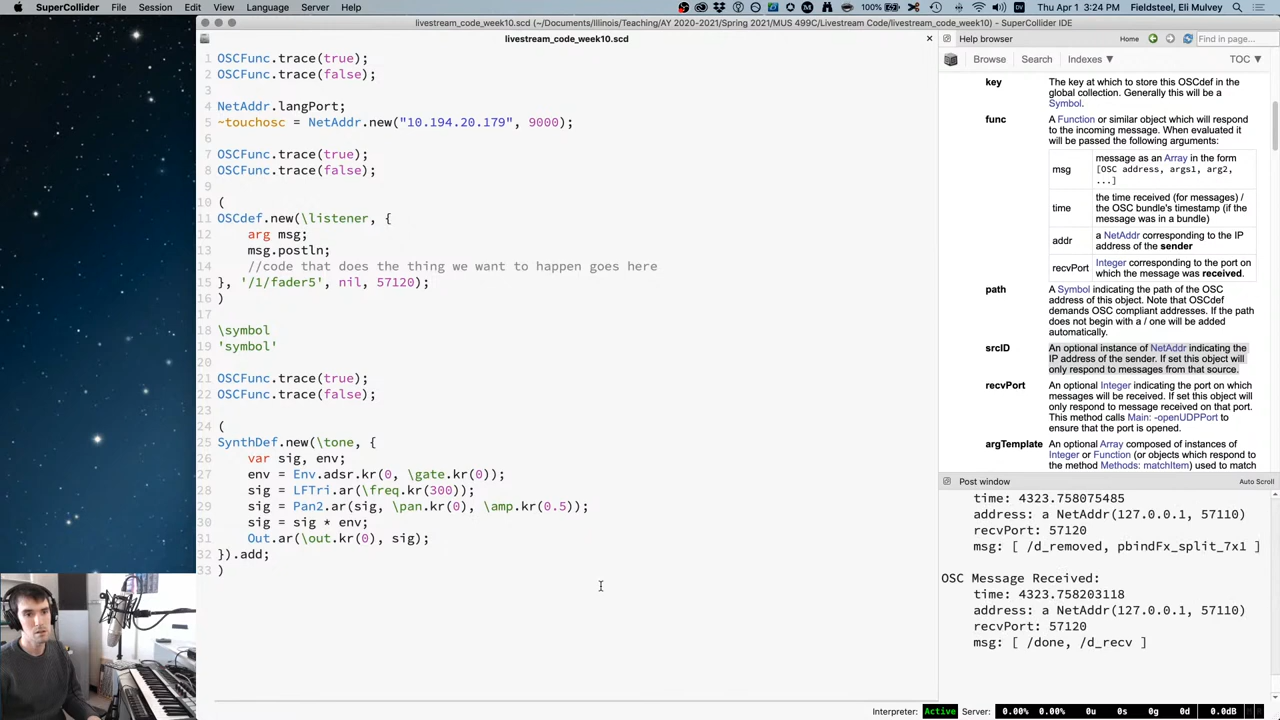 SuperCollider File Session Edit View Language Server Help 100% Thu Apr 1 3:24 PM Fieldsteel, Eli Mulvey
livestream_code_week10.scd (~/Documents/Illinois/Teaching/AY 2020-2021/Spring 2021/MUS 499C/Livestream Code/livestream_code_week10) - SuperCollider IDE
livestream_code_week10.scd
1 OSCFunc.trace(true);
2 OSCFunc.trace(false);
3
4 NetAddr.langPort;
5 ~touchosc = NetAddr.new("10.194.20.179", 9000);
6
7 OSCFunc.trace(true);
8 OSCFunc.trace(false);
9
10 (
11 OSCdef.new(\listener, {
12 arg msg;
13 msg.postln;
14 //code that does the thing we want to happen goes here
15 }, '/1/fader5', nil, 57120);
16 )
17
18 \symbol
19 'symbol'
20
21 OSCFunc.trace(true);
22 OSCFunc.trace(false);
23
24 (
25 SynthDef.new(\tone, {
26 var sig, env;
27 env = Env.adsr.kr(0, \gate.kr(0));
28 sig = LFTri.ar(\freq.kr(300));
29 sig = Pan2.ar(sig, \pan.kr(0), \amp.kr(0.5));
30 sig = sig * env;
31 Out.ar(\out.kr(0), sig);
32 }).add;
33 )
Help browser Home Find in page...
Browse Search Indexes ▼ TOC ▼
key The key at which to store this OSCdef in the
global collection. Generally this will be a
Symbol.
func A Function or similar object which will respond
to the incoming message. When evaluated it
will be passed the following arguments:
msg message as an Array in the form
[OSC address, args1, arg2,
...]
time the time received (for messages) /
the OSC bundle's timestamp (if the
message was in a bundle)
addr a NetAddr corresponding to the IP
address of the sender
recvPort Integer corresponding to the port on
which the message was received.
path A Symbol indicating the path of the OSC
address of this object. Note that OSCdef
demands OSC compliant addresses. If the path
does not begin with a / one will be added
automatically.
srcID An optional instance of NetAddr indicating the
IP address of the sender. If set this object will
only respond to messages from that source.
recvPort An optional Integer indicating the port on which
messages will be received. If set this object will
only respond to message received on that port.
This method calls Main: -openUDPPort to
ensure that the port is opened.
argTemplate An optional Array composed of instances of
Integer or Function (or objects which respond to
the method Methods: matchItem) used to match
Post window Auto Scroll
time: 4323.758075485
address: a NetAddr(127.0.0.1, 57110)
recvPort: 57120
msg: [ /d_removed, pbindFx_split_7x1 ]
OSC Message Received:
time: 4323.758203118
address: a NetAddr(127.0.0.1, 57110)
recvPort: 57120
msg: [ /done, /d_recv ]
Interpreter: Active Server: 0.00% 0.00% 0u 0s 0g 0d 0.0dB